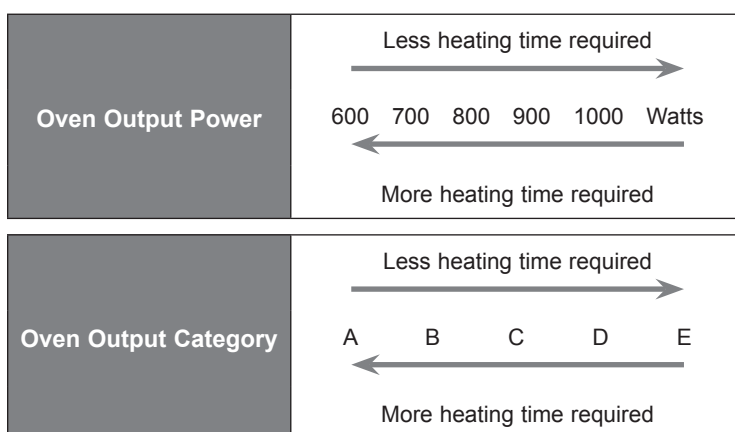 Less heating time required
Oven Output Power
600 700 800 900 1000 Watts
More heating time required
Less heating time required
Oven Output Category
A B C D E
More heating time required